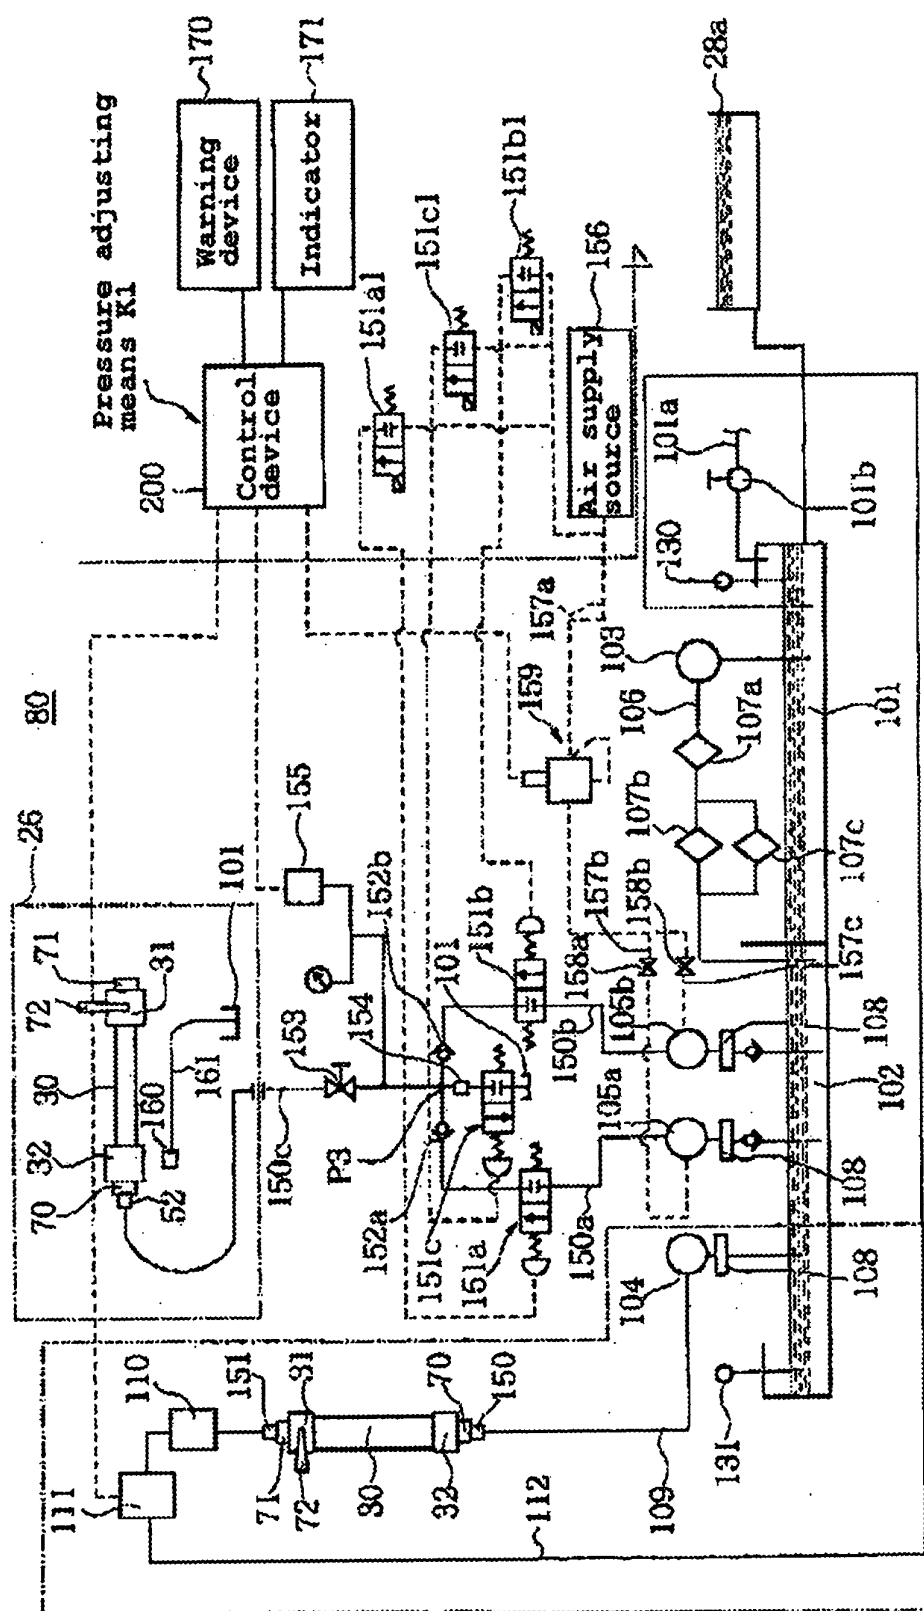 80
26
Pressure adjusting
means K1
170
Warning
device
171
Indicator
200
Control
device
151a1
151c1
151b1
156
Air supply
source
28a
111
110
151
71
72
31
30
32
70
150
109
112
52
70
32
30
72
71
31
160
161
101
155
153
154
152b
150c
P3
152a
151c
151a
101
151b
150b
150a
105a
105b
158a
157b
158b
157c
159
157a
103
106
107a
107b
107c
130
101a
101b
101
102
108
108
108
104
131